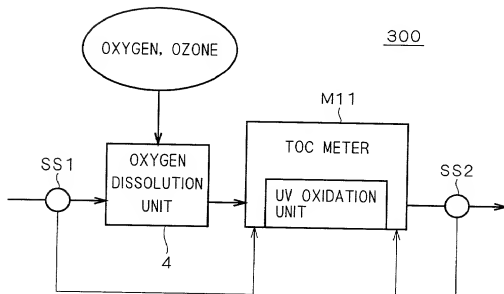 300
OXYGEN, OZONE
M11
SS1
OXYGEN
DISSOLUTION
UNIT
TOC METER
UV OXIDATION
UNIT
SS2
4